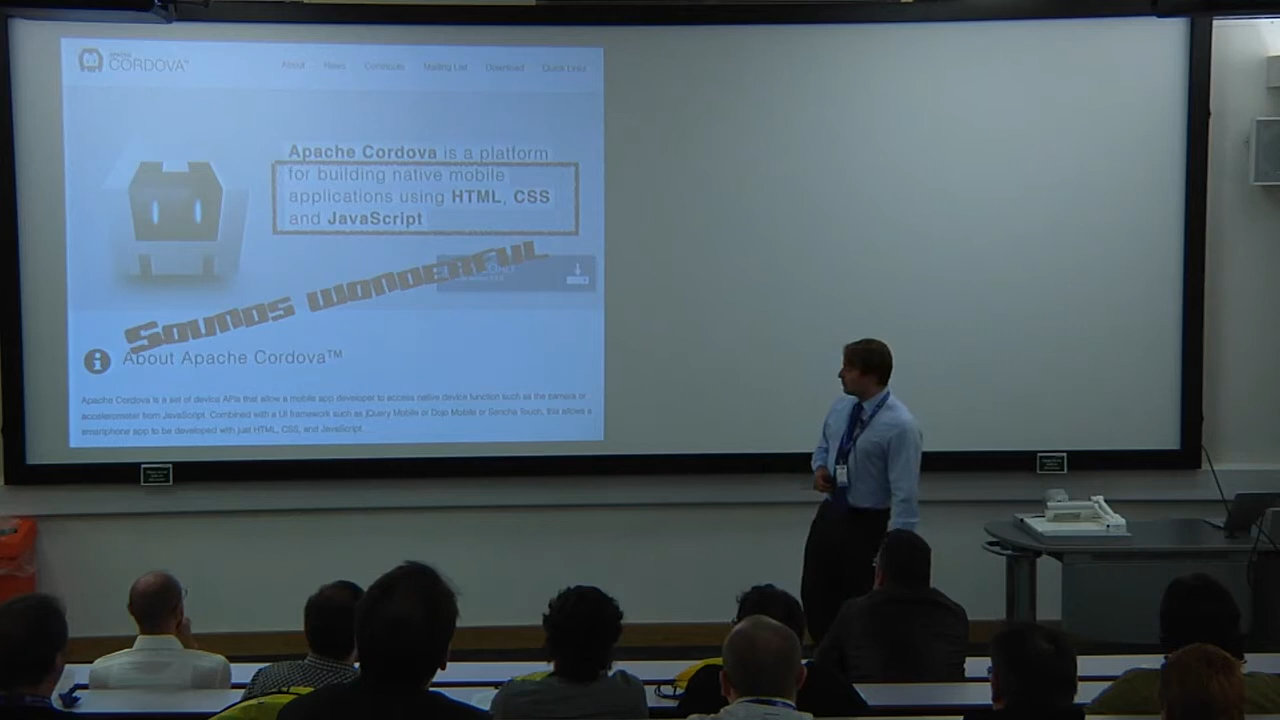 APACHE
CORDOVA™
About News Contribute Mailing List Download Quick Links
Apache Cordova is a platform
for building native mobile
applications using HTML, CSS
and JavaScript
Sounds wonderful
About Apache Cordova™
Apache Cordova is a set of device APIs that allow a mobile app developer to access native device function such as the camera or
accelerometer from JavaScript. Combined with a UI framework such as jQuery Mobile or Dojo Mobile or Sencha Touch, this allows a
smartphone app to be developed with just HTML, CSS, and JavaScript.